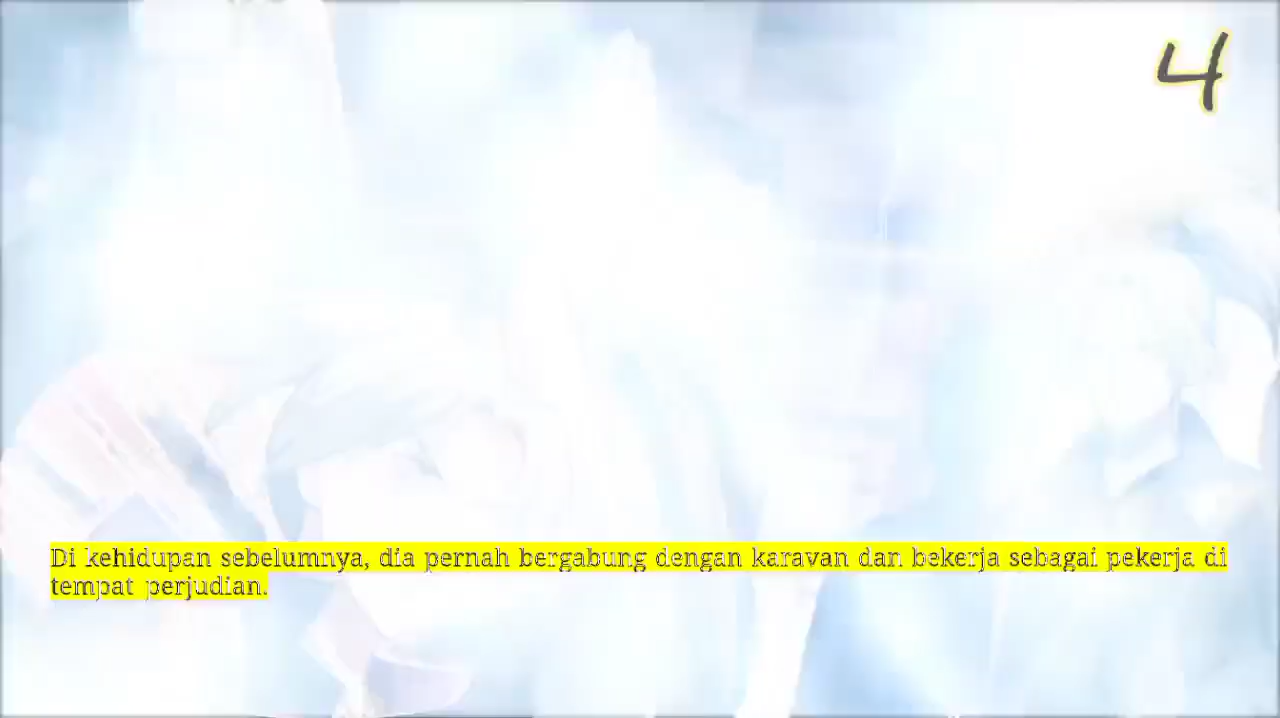 4
Di kehidupan sebelumnya, dia pernah bergabung dengan karavan dan bekerja sebagai pekerja di
tempat perjudian.